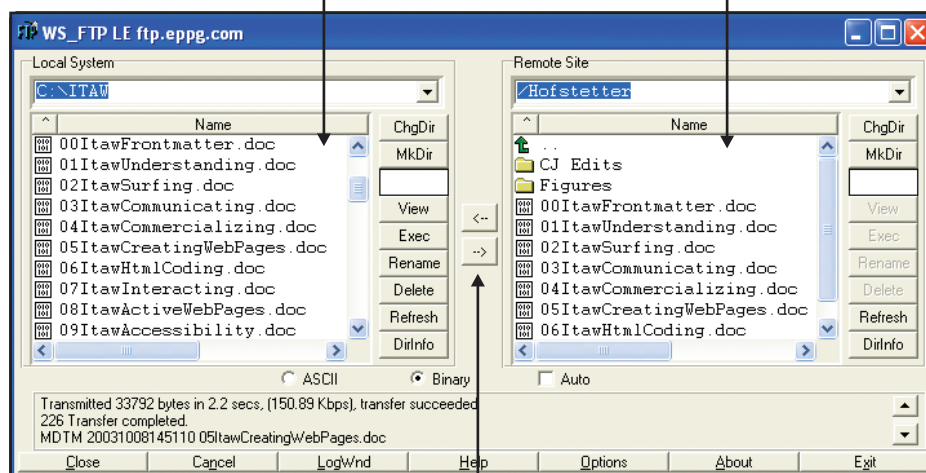 WS_FTP LE ftp.eppg.com
Local System
C:\ITAW
^ Name
00ItawFrontmatter.doc
01ItawUnderstanding.doc
02ItawSurfing.doc
03ItawCommunicating.doc
04ItawCommercializing.doc
05ItawCreatingWebPages.doc
06ItawHtmlCoding.doc
07ItawInteracting.doc
08ItawActiveWebPages.doc
09ItawAccessibility.doc
ChgDir
MkDir
View
Exec
Rename
Delete
Refresh
DirInfo
<--
-->
Remote Site
/Hofstetter
^ Name
..
CJ Edits
Figures
00ItawFrontmatter.doc
01ItawUnderstanding.doc
02ItawSurfing.doc
03ItawCommunicating.doc
04ItawCommercializing.doc
05ItawCreatingWebPages.doc
06ItawHtmlCoding.doc
ChgDir
MkDir
View
Exec
Rename
Delete
Refresh
DirInfo
ASCII Binary Auto
Transmitted 33792 bytes in 2.2 secs, (150.89 Kbps), transfer succeeded
226 Transfer completed.
MDTM 20031008145110 05ItawCreatingWebPages.doc
Close Cancel LogWnd Help Options About Exit